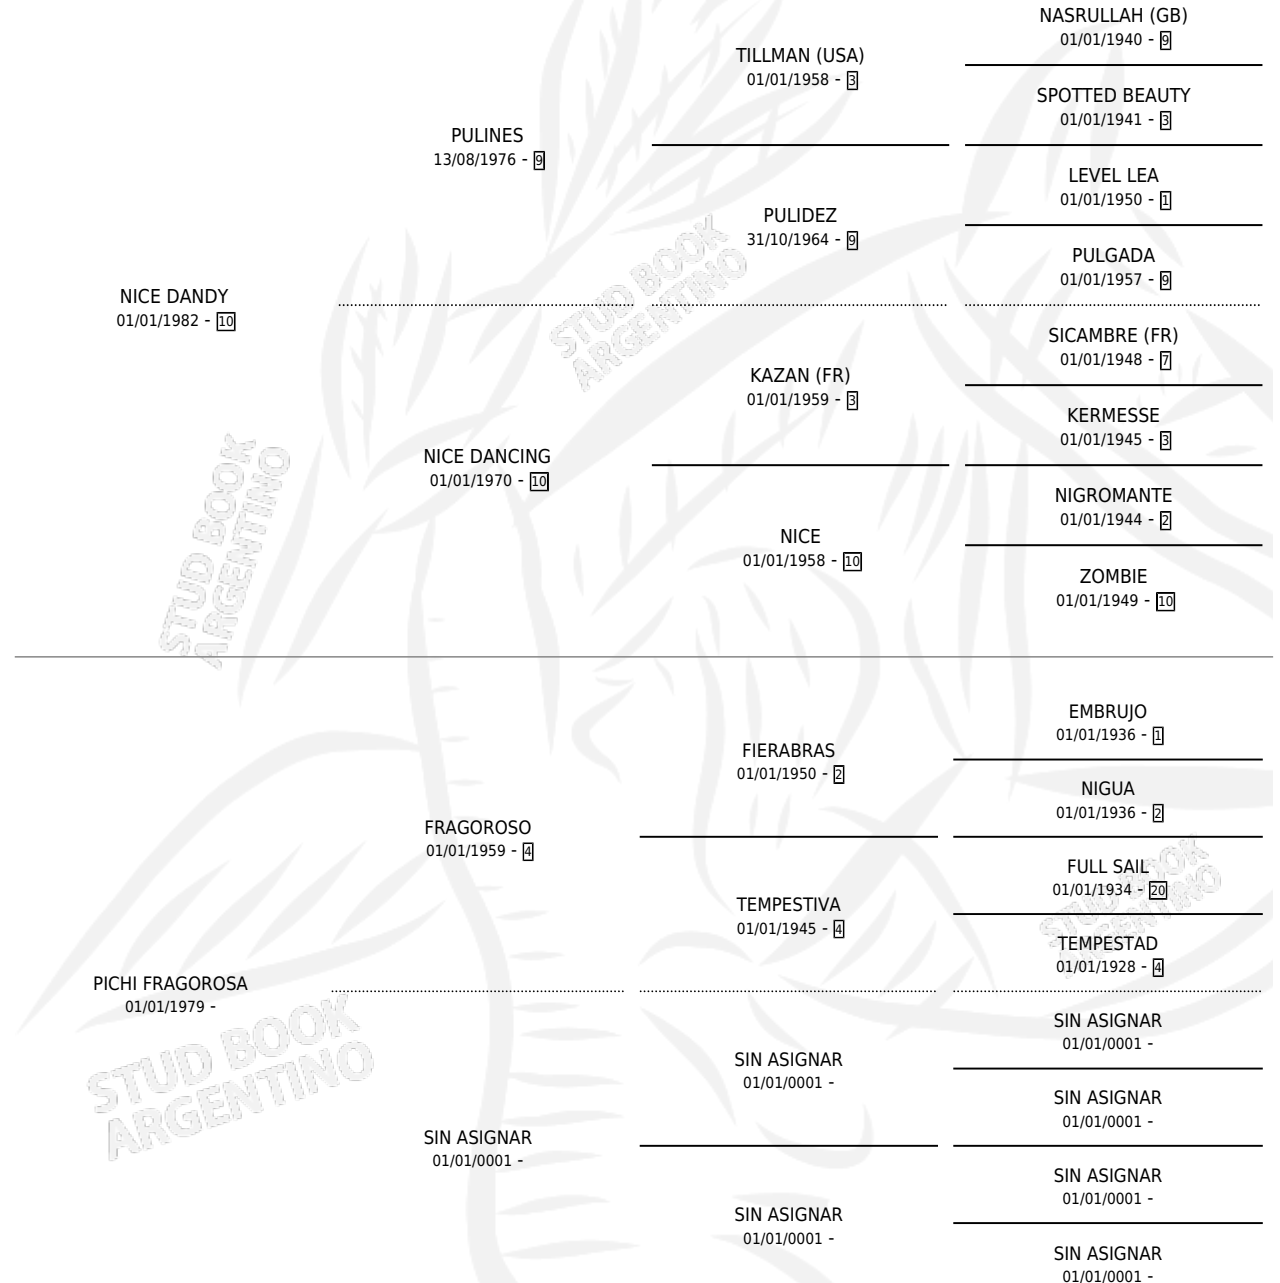 NASRULLAH (GB)
01/01/1940 - 9
TILLMAN (USA)
01/01/1958 - 3
SPOTTED BEAUTY
01/01/1941 - 3
PULINES
13/08/1976 - 9
LEVEL LEA
01/01/1950 - 1
PULIDEZ
31/10/1964 - 9
PULGADA
01/01/1957 - 9
NICE DANDY
01/01/1982 - 10
SICAMBRE (FR)
01/01/1948 - 7
KAZAN (FR)
01/01/1959 - 3
KERMESSE
01/01/1945 - 3
NICE DANCING
01/01/1970 - 10
NIGROMANTE
01/01/1944 - 2
NICE
01/01/1958 - 10
ZOMBIE
01/01/1949 - 10
EMBRUJO
01/01/1936 - 1
FIERABRAS
01/01/1950 - 2
NIGUA
01/01/1936 - 2
FRAGOROSO
01/01/1959 - 4
FULL SAIL
01/01/1934 - 20
TEMPESTIVA
01/01/1945 - 4
TEMPESTAD
01/01/1928 - 4
PICHI FRAGOROSA
01/01/1979 -
SIN ASIGNAR
01/01/0001 -
SIN ASIGNAR
01/01/0001 -
SIN ASIGNAR
01/01/0001 -
SIN ASIGNAR
01/01/0001 -
SIN ASIGNAR
01/01/0001 -
SIN ASIGNAR
01/01/0001 -
SIN ASIGNAR
01/01/0001 -
STUD BOOK
ARGENTINO
STUD BOOK
ARGENTINO
STUD BOOK
ARGENTINO
STUD BOOK
ARGENTINO